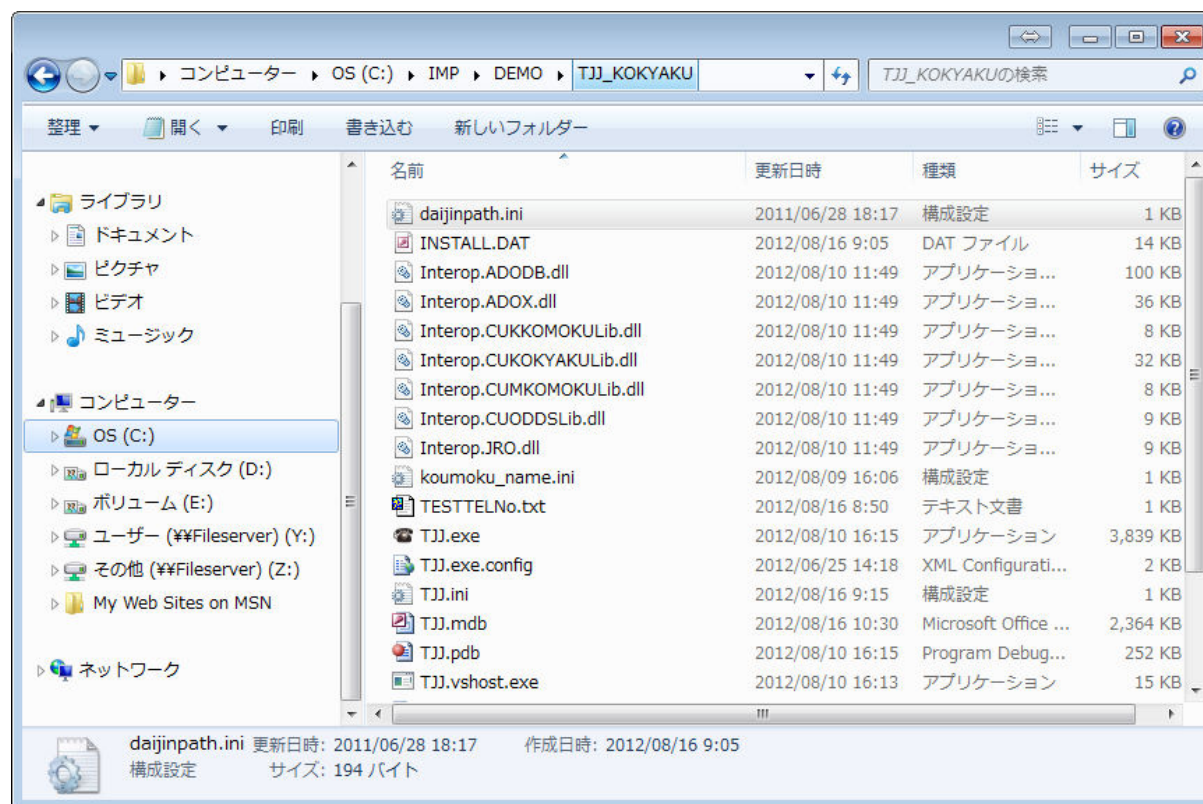 コンピューター ▸ OS (C:) ▸ IMP ▸ DEMO ▸ TJJ_KOKYAKU
TJJ_KOKYAKUの検索
整理 開く 印刷 書き込む 新しいフォルダー
ライブラリ
ドキュメント
ピクチャ
ビデオ
ミュージック
コンピューター
OS (C:)
ローカル ディスク (D:)
ボリューム (E:)
ユーザー (¥¥Fileserver) (Y:)
その他 (¥¥Fileserver) (Z:)
My Web Sites on MSN
ネットワーク
名前 更新日時 種類 サイズ
daijinpath.ini 2011/06/28 18:17 構成設定 1 KB
INSTALL.DAT 2012/08/16 9:05 DAT ファイル 14 KB
Interop.ADODB.dll 2012/08/10 11:49 アプリケーショ... 100 KB
Interop.ADOX.dll 2012/08/10 11:49 アプリケーショ... 36 KB
Interop.CUKKOMOKULib.dll 2012/08/10 11:49 アプリケーショ... 8 KB
Interop.CUKOKYAKULib.dll 2012/08/10 11:49 アプリケーショ... 32 KB
Interop.CUMKOMOKULib.dll 2012/08/10 11:49 アプリケーショ... 8 KB
Interop.CUODDSLib.dll 2012/08/10 11:49 アプリケーショ... 9 KB
Interop.JRO.dll 2012/08/10 11:49 アプリケーショ... 9 KB
koumoku_name.ini 2012/08/09 16:06 構成設定 1 KB
TESTTELNo.txt 2012/08/16 8:50 テキスト文書 1 KB
TJJ.exe 2012/08/10 16:15 アプリケーション 3,839 KB
TJJ.exe.config 2012/06/25 14:18 XML Configurati... 2 KB
TJJ.ini 2012/08/16 9:15 構成設定 1 KB
TJJ.mdb 2012/08/16 10:30 Microsoft Office ... 2,364 KB
TJJ.pdb 2012/08/10 16:15 Program Debug... 252 KB
TJJ.vshost.exe 2012/08/10 16:13 アプリケーション 15 KB
daijinpath.ini 更新日時: 2011/06/28 18:17 作成日時: 2012/08/16 9:05
構成設定 サイズ: 194 バイト